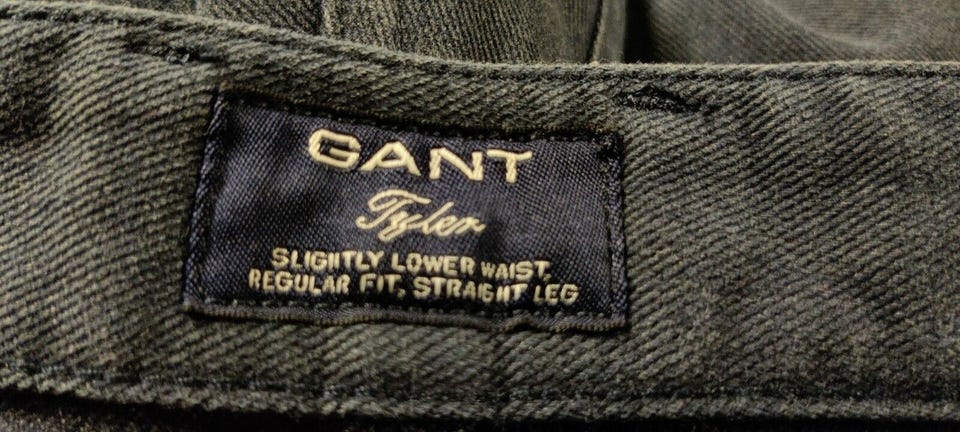 GANT
Tyler
SLIGHTLY LOWER WAIST,
REGULAR FIT, STRAIGHT LEG